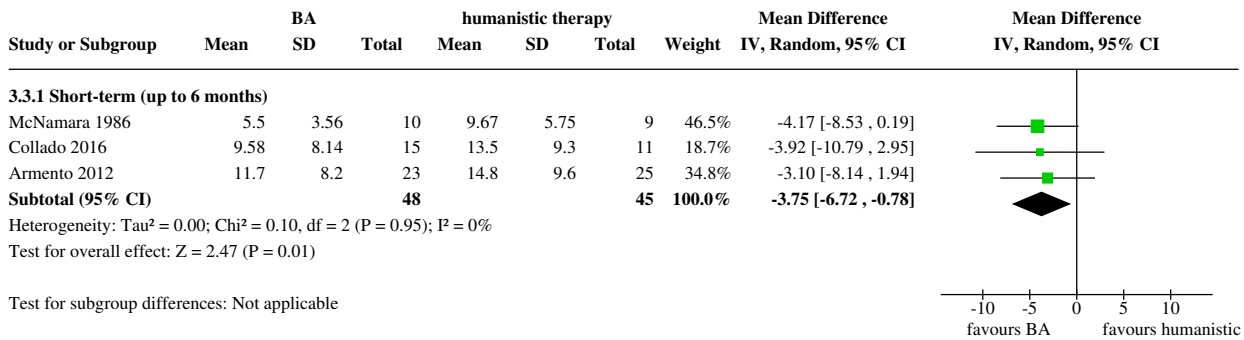 BA humanistic therapy Mean Difference Mean Difference
Study or Subgroup Mean SD Total Mean SD Total Weight IV, Random, 95% CI IV, Random, 95% CI
3.3.1 Short-term (up to 6 months)
McNamara 1986 5.5 3.56 10 9.67 5.75 9 46.5% -4.17 [-8.53 , 0.19]
Collado 2016 9.58 8.14 15 13.5 9.3 11 18.7% -3.92 [-10.79 , 2.95]
Armento 2012 11.7 8.2 23 14.8 9.6 25 34.8% -3.10 [-8.14 , 1.94]
Subtotal (95% CI) 48 45 100.0% -3.75 [-6.72 , -0.78]
Heterogeneity: Tau² = 0.00; Chi² = 0.10, df = 2 (P = 0.95); I² = 0%
Test for overall effect: Z = 2.47 (P = 0.01)
Test for subgroup differences: Not applicable
-10 -5 0 5 10
favours BA favours humanistic